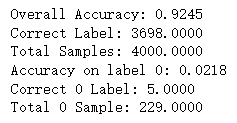 Overall Accuracy: 0.9245
Correct Label: 3698.0000
Total Samples: 4000.0000
Accuracy on label 0: 0.0218
Correct 0 Label: 5.0000
Total 0 Sample: 229.0000